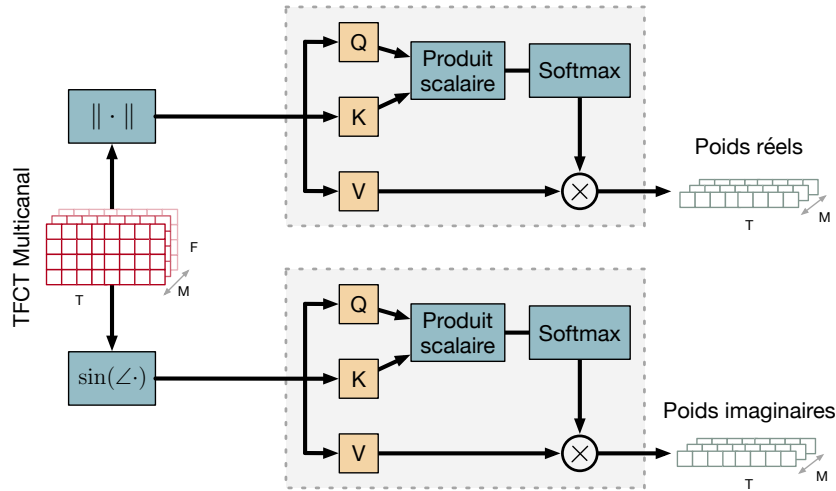 Q
Produit
scalaire
Softmax
‖ · ‖
K
V
×
Poids réels
T
M
TFCT Multicanal
F
M
T
Q
Produit
scalaire
Softmax
sin(∠·)
K
V
×
Poids imaginaires
T
M